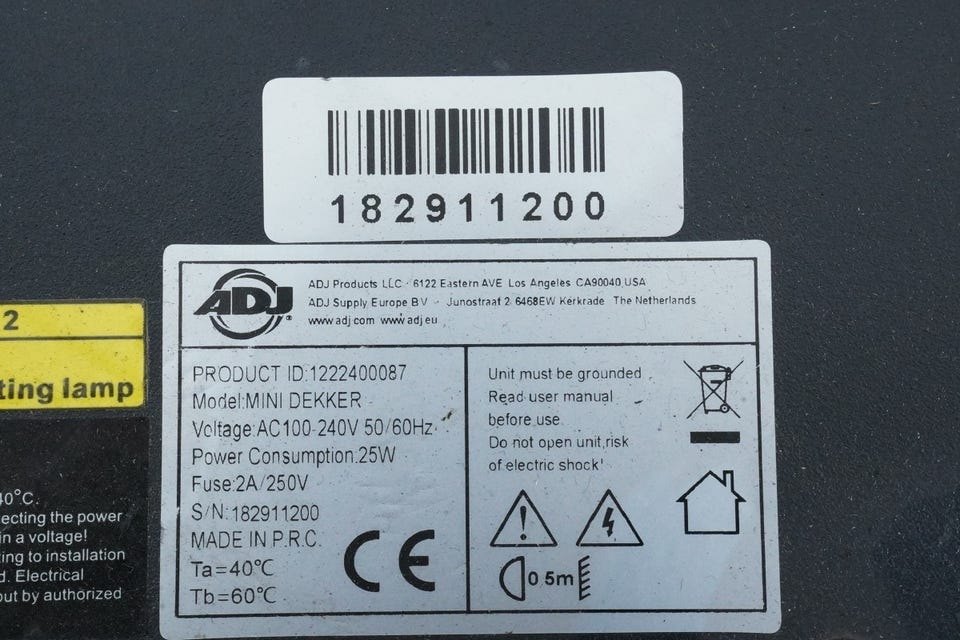 182911200
ADJ
ADJ Products LLC · 6122 Eastern AVE Los Angeles CA90040,USA
ADJ Supply Europe BV - Junostraat 2 6468EW Kerkrade The Netherlands
www.adj.com www.adj.eu
PRODUCT ID:1222400087
Model:MINI DEKKER
Voltage:AC100-240V 50/60Hz
Power Consumption:25W
Fuse:2A/250V
S/N:182911200
MADE IN P.R.C.
Ta=40°C
Tb=60°C
CE
Unit must be grounded
Read user manual
before use
Do not open unit,risk
of electric shock!
0.5m
2
ting lamp
40°C.
ecting the power
in a voltage!
ting to installation
d. Electrical
out by authorized